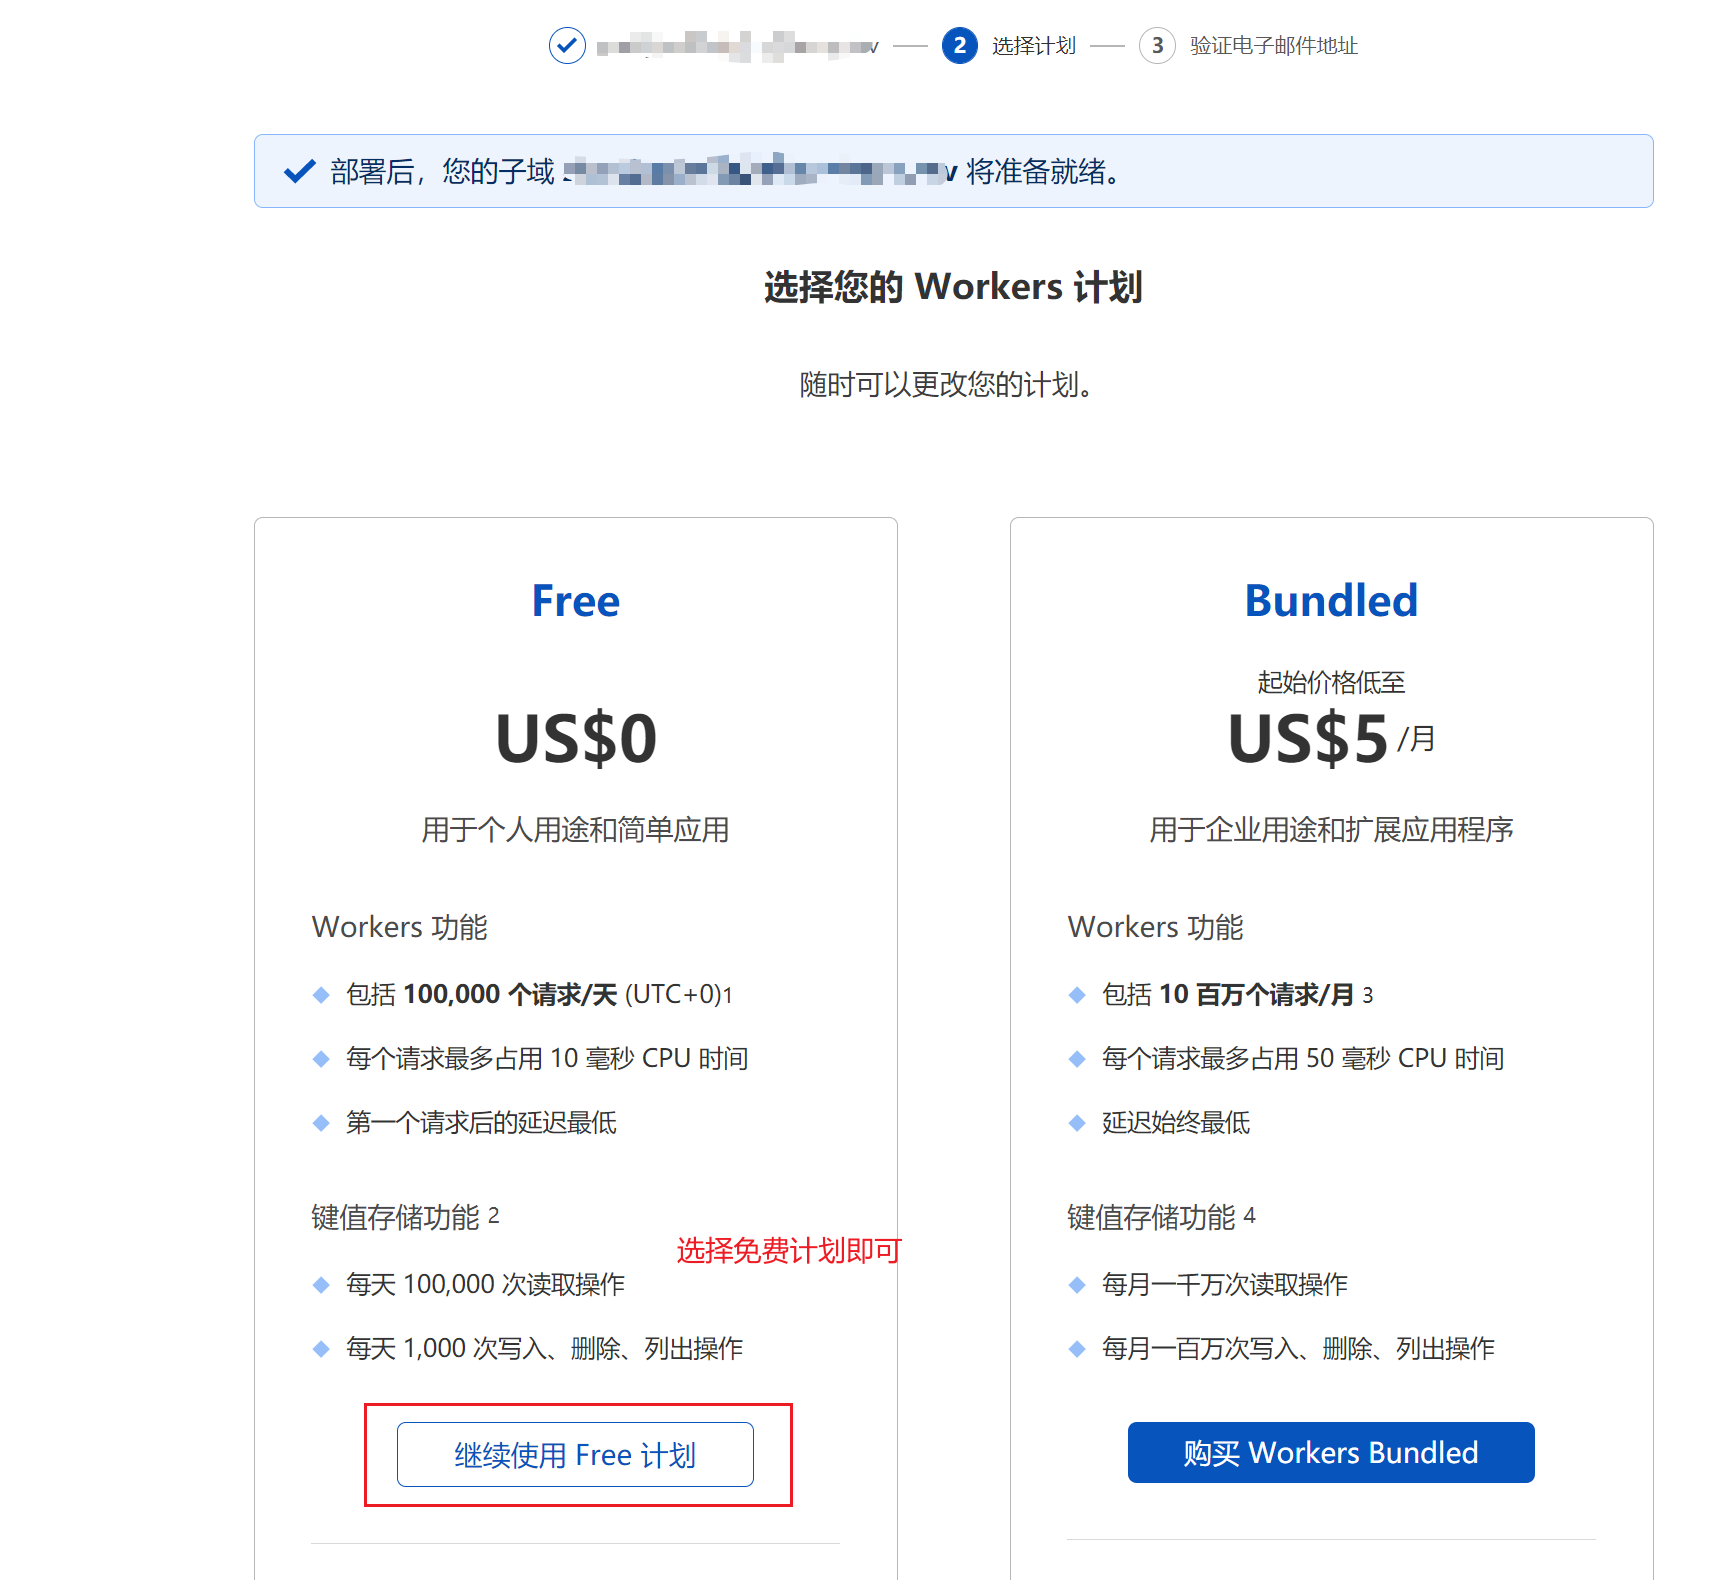 2 选择计划
3 验证电子邮件地址
部署后，您的子域
将准备就绪。
选择您的 Workers 计划
随时可以更改您的计划。
Free
US$0
用于个人用途和简单应用
Workers 功能
包括 100,000 个请求/天 (UTC+0)1
每个请求最多占用 10 毫秒 CPU 时间
第一个请求后的延迟最低
键值存储功能 2
选择免费计划即可
每天 100,000 次读取操作
每天 1,000 次写入、删除、列出操作
继续使用 Free 计划
Bundled
起始价格低至
US$5 /月
用于企业用途和扩展应用程序
Workers 功能
包括 10 百万个请求/月 3
每个请求最多占用 50 毫秒 CPU 时间
延迟始终最低
键值存储功能 4
每月一千万次读取操作
每月一百万次写入、删除、列出操作
购买 Workers Bundled